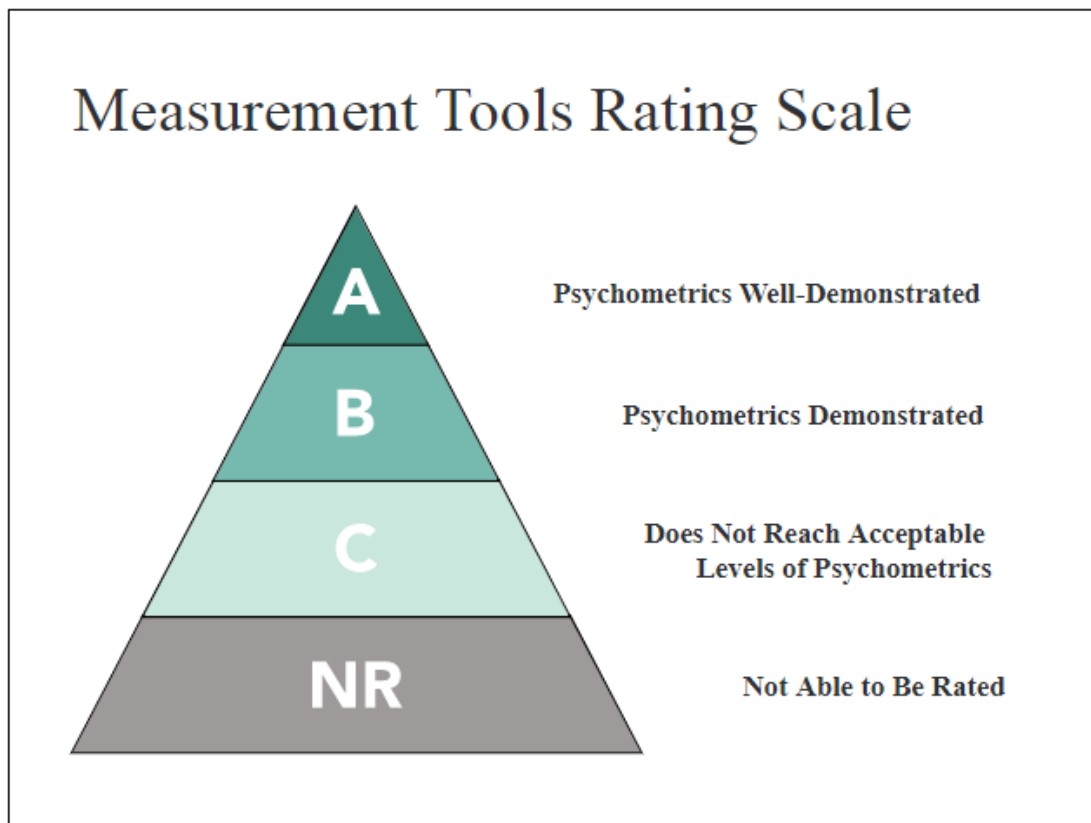 Measurement Tools Rating Scale
A
Psychometrics Well-Demonstrated
B
Psychometrics Demonstrated
C
Does Not Reach Acceptable
Levels of Psychometrics
NR
Not Able to Be Rated